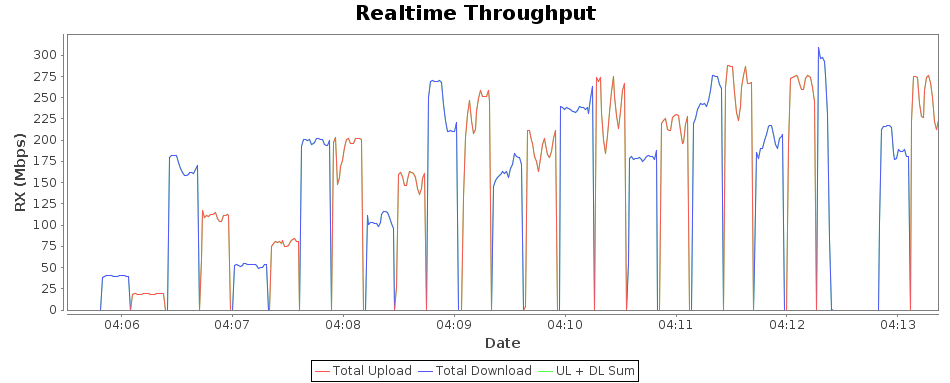 Realtime Throughput
RX (Mbps)
300
275
250
225
200
175
150
125
100
75
50
25
0
04:06 04:07 04:08 04:09 04:10 04:11 04:12 04:13
Date
Total Upload Total Download UL + DL Sum